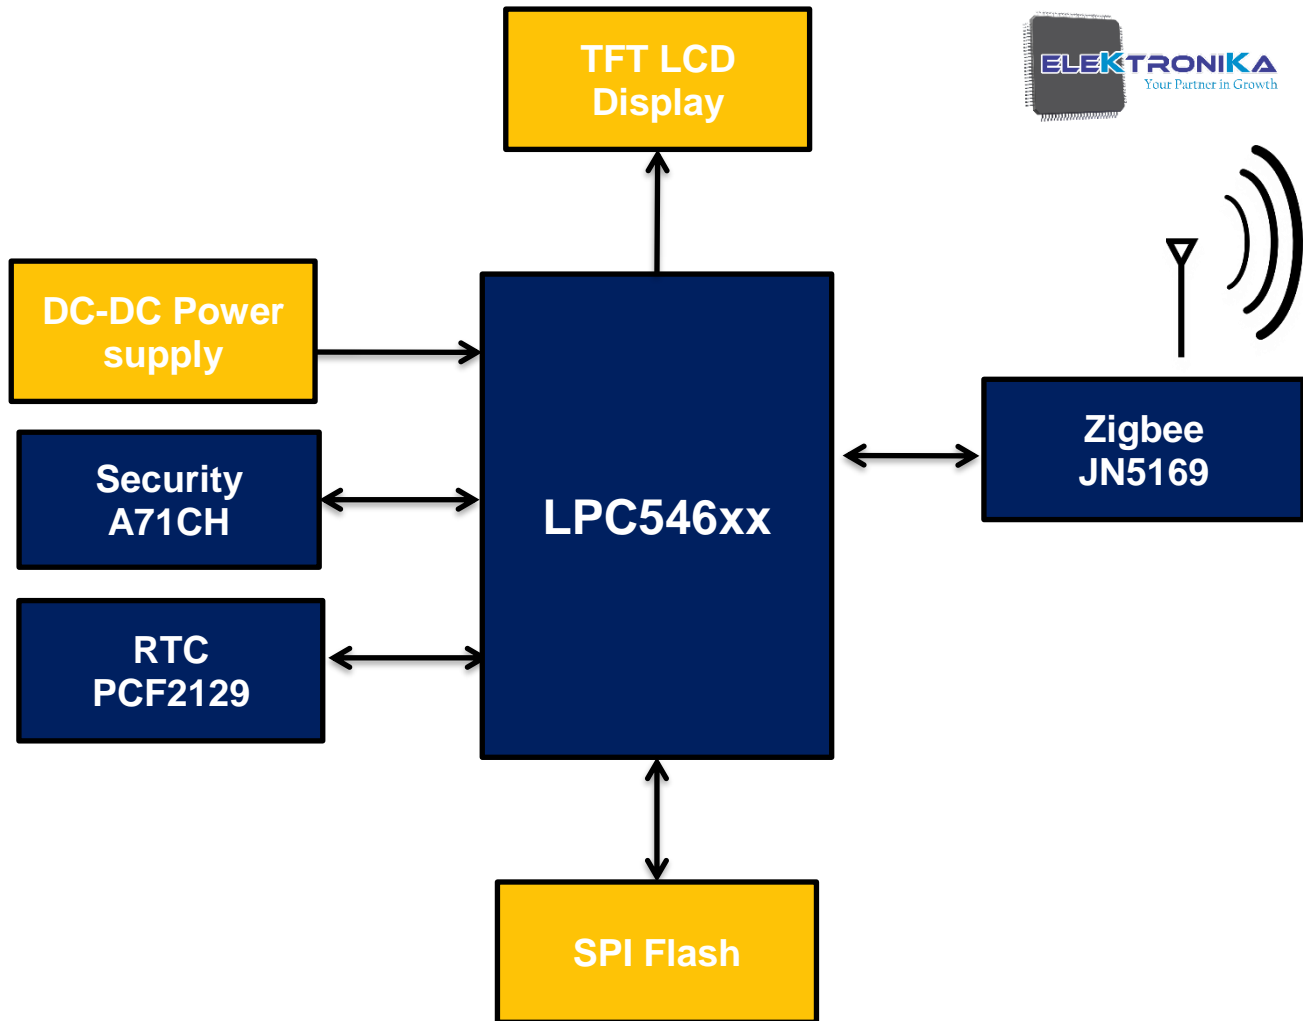 TFT LCD
Display
ELEKTRONIKA
Your Partner in Growth
DC-DC Power
supply
Security
A71CH
RTC
PCF2129
LPC546xx
Zigbee
JN5169
SPI Flash